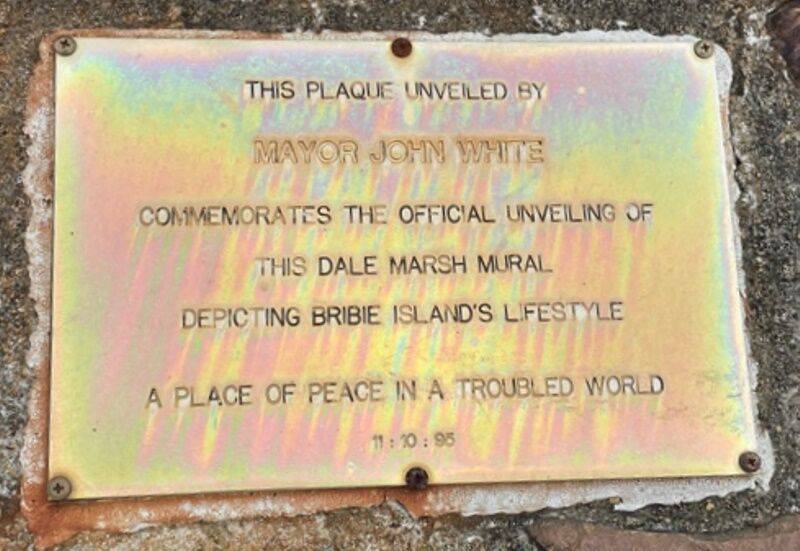 THIS PLAQUE UNVEILED BY
MAYOR JOHN WHITE
COMMEMORATES THE OFFICIAL UNVEILING OF
THIS DALE MARSH MURAL
DEPICTING BRIBIE ISLAND'S LIFESTYLE
A PLACE OF PEACE IN A TROUBLED WORLD
11 : 10 : 95